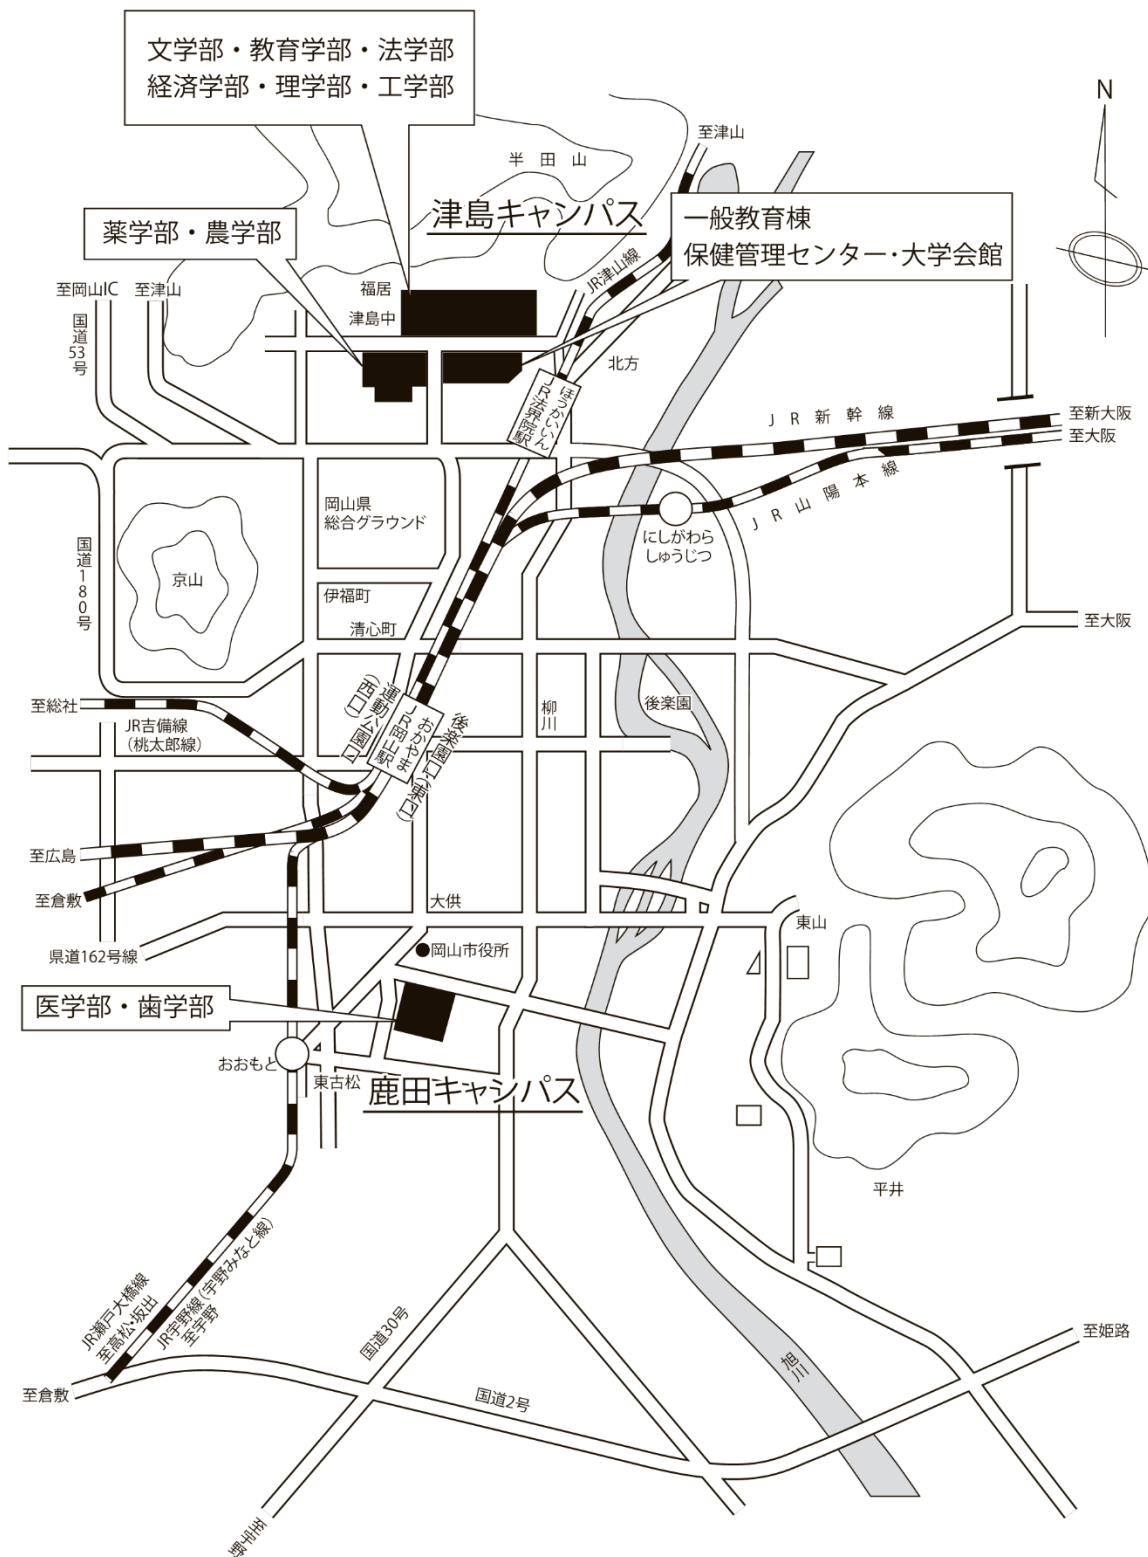 文学部・教育学部・法学部
経済学部・理学部・工学部
N
至津山
半田山
津島キャンパス
一般教育棟
保健管理センター・大学会館
薬学部・農学部
JR津山線
至岡山IC
至津山
福居
津島中
国道53号
北方
ほうかいいん
JR法界院駅
JR新幹線
至新大阪
至大阪
JR山陽本線
岡山県
総合グラウンド
にしがわら
しゅうじつ
国道180号
京山
伊福町
清心町
至大阪
至総社
JR吉備線
（桃太郎線）
運動公園口
（西口）
おかやま
JR岡山駅
後楽園口（東口）
柳川
後楽園
至広島
至倉敷
大供
東山
県道162号線
岡山市役所
医学部・歯学部
おおもと
東古松
鹿田キャンパス
平井
JR瀬戸大橋線
至高松・坂出
JR宇野線（宇野みなと線）
至宇野
国道30号
旭川
至姫路
至倉敷
国道2号
至玉野